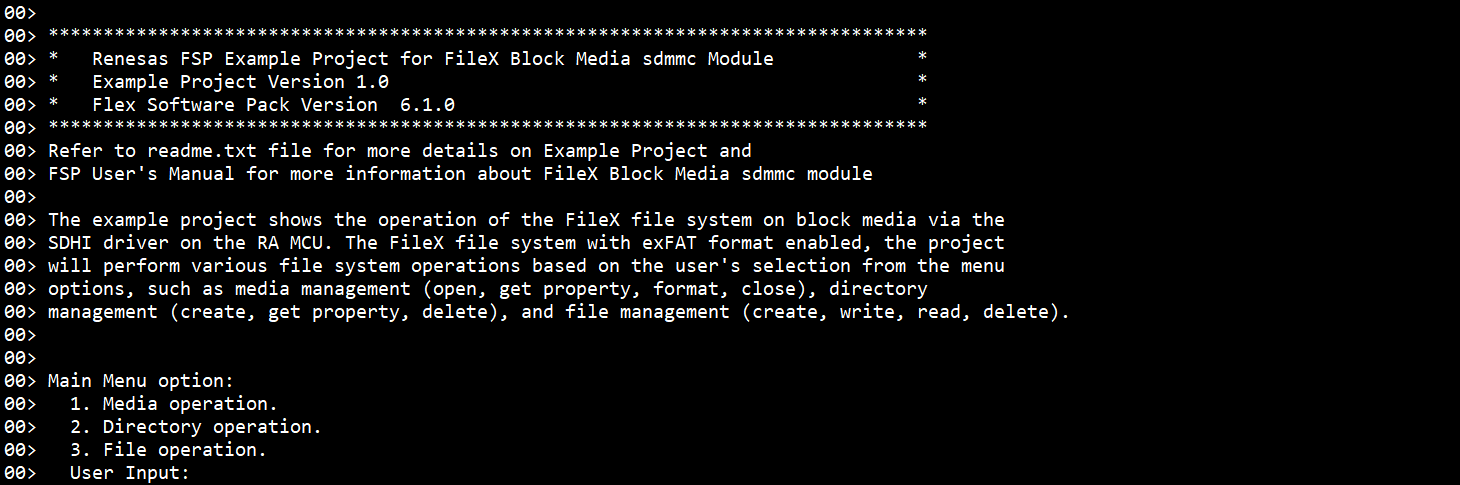 00>
00> ********************************************************************************
00> *   Renesas FSP Example Project for FileX Block Media sdmmc Module             *
00> *   Example Project Version 1.0                                                *
00> *   Flex Software Pack Version  6.1.0                                          *
00> ********************************************************************************
00> Refer to readme.txt file for more details on Example Project and
00> FSP User's Manual for more information about FileX Block Media sdmmc module
00>
00> The example project shows the operation of the FileX file system on block media via the
00> SDHI driver on the RA MCU. The FileX file system with exFAT format enabled, the project
00> will perform various file system operations based on the user's selection from the menu
00> options, such as media management (open, get property, format, close), directory
00> management (create, get property, delete), and file management (create, write, read, delete).
00>
00>
00> Main Menu option:
00>   1. Media operation.
00>   2. Directory operation.
00>   3. File operation.
00>   User Input: